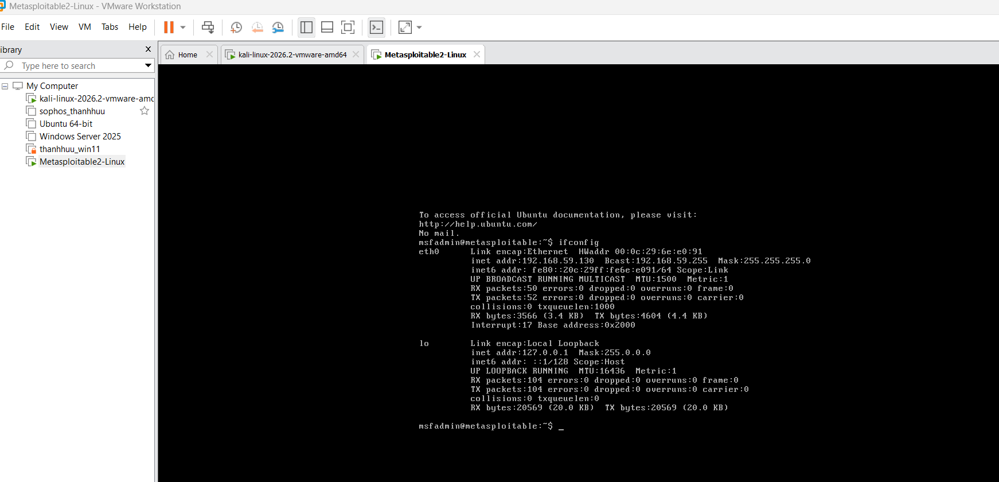 Metasploitable2-Linux - VMware Workstation
File Edit View VM Tabs Help
ibrary
Home
kali-linux-2026.2-vmware-amd64
Metasploitable2-Linux
Type here to search
My Computer
kali-linux-2026.2-vmware-amd
sophos_thanhhuu
Ubuntu 64-bit
Windows Server 2025
thanhhuu_win11
Metasploitable2-Linux
To access official Ubuntu documentation, please visit:
http://help.ubuntu.com/
No mail.
msfadmin@metasploitable:~$ ifconfig
eth0      Link encap:Ethernet  HWaddr 00:0c:29:6e:e0:91
          inet addr:192.168.59.130  Bcast:192.168.59.255  Mask:255.255.255.0
          inet6 addr: fe80::20c:29ff:fe6e:e091/64 Scope:Link
          UP BROADCAST RUNNING MULTICAST  MTU:1500  Metric:1
          RX packets:50 errors:0 dropped:0 overruns:0 frame:0
          TX packets:52 errors:0 dropped:0 overruns:0 carrier:0
          collisions:0 txqueuelen:1000
          RX bytes:3566 (3.4 KB)  TX bytes:4604 (4.4 KB)
          Interrupt:17 Base address:0x2000
lo        Link encap:Local Loopback
          inet addr:127.0.0.1  Mask:255.0.0.0
          inet6 addr: ::1/128 Scope:Host
          UP LOOPBACK RUNNING  MTU:16436  Metric:1
          RX packets:104 errors:0 dropped:0 overruns:0 frame:0
          TX packets:104 errors:0 dropped:0 overruns:0 carrier:0
          collisions:0 txqueuelen:0
          RX bytes:20569 (20.0 KB)  TX bytes:20569 (20.0 KB)
msfadmin@metasploitable:~$ _